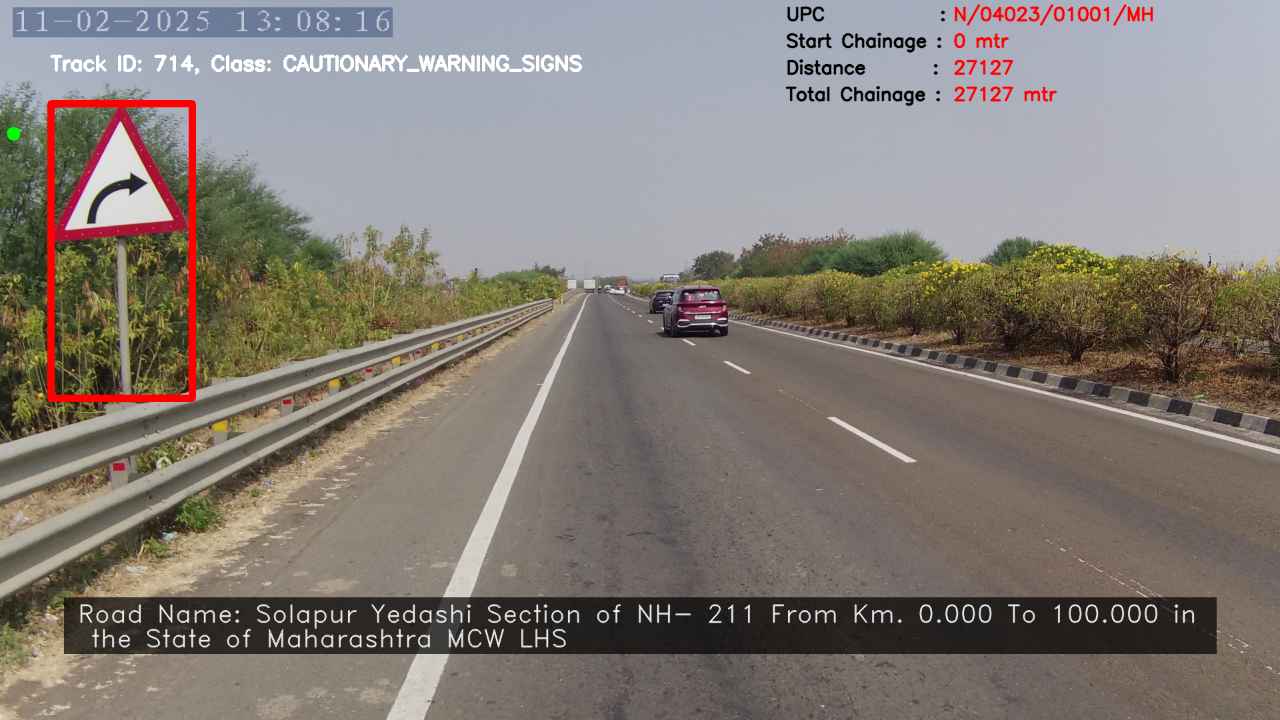 11-02-2025 13:08:16
Track ID: 714, Class: CAUTIONARY_WARNING_SIGNS
UPC : N/04023/01001/MH
Start Chainage : 0 mtr
Distance : 27127
Total Chainage : 27127 mtr
Road Name: Solapur Yedashi Section of NH- 211 From Km. 0.000 To 100.000 in
the State of Maharashtra MCW LHS